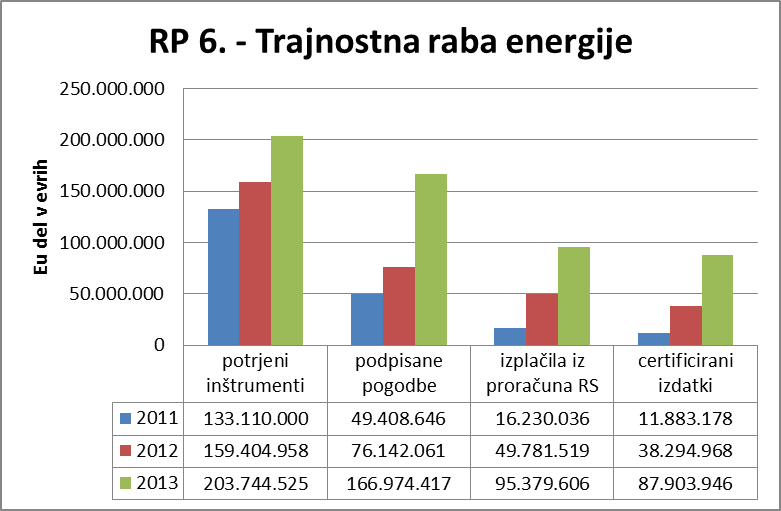 RP 6. - Trajnostna raba energije
Eu del v evrih
250.000.000
200.000.000
150.000.000
100.000.000
50.000.000
0
potrjeni inštrumenti
podpisane pogodbe
izplačila iz proračuna RS
certificirani izdatki
2011 133.110.000 49.408.646 16.230.036 11.883.178
2012 159.404.958 76.142.061 49.781.519 38.294.968
2013 203.744.525 166.974.417 95.379.606 87.903.946